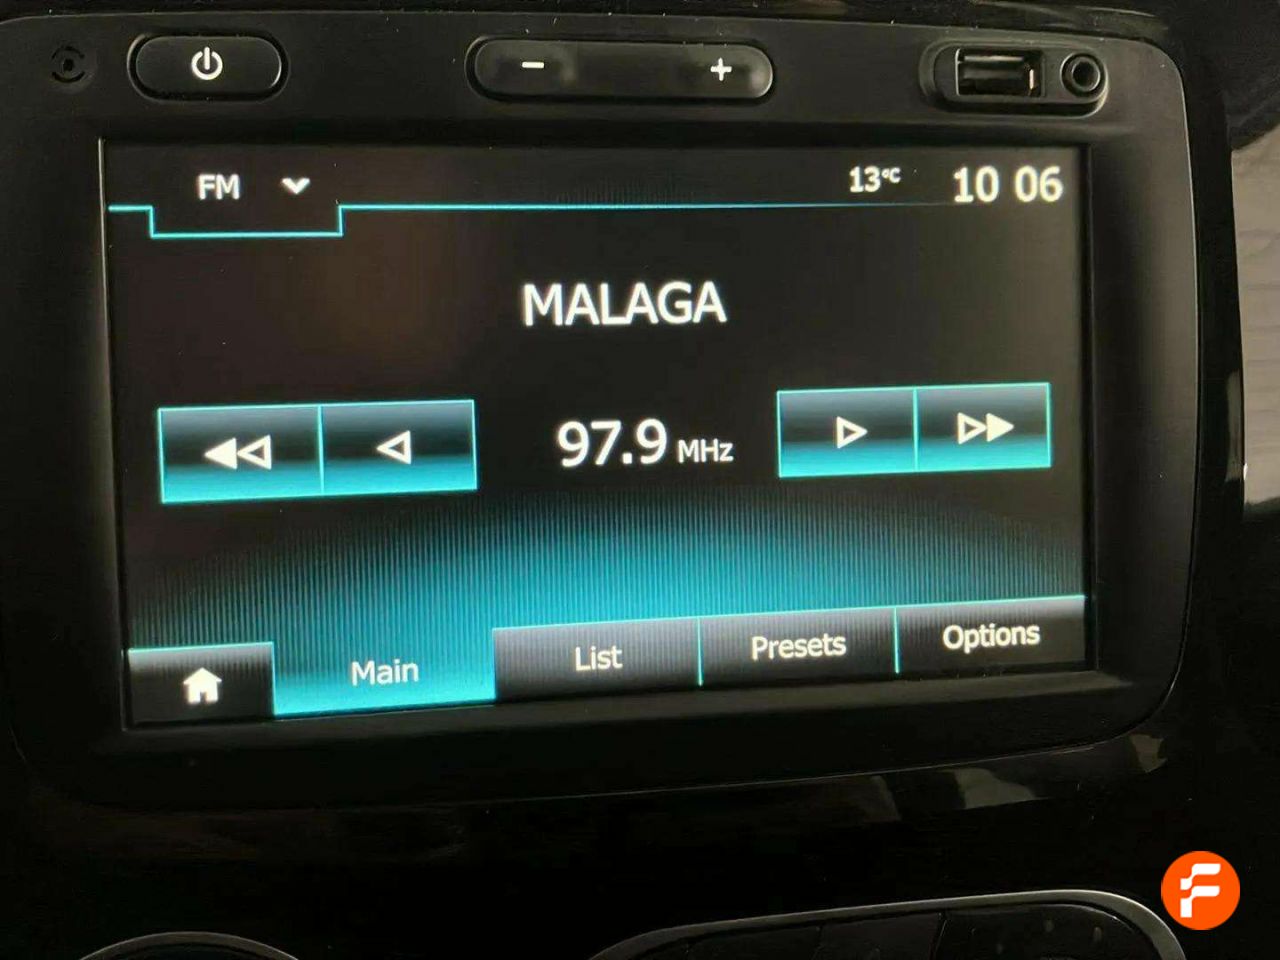 FM
13°C
10 06
MALAGA
97.9 MHz
Main
List
Presets
Options